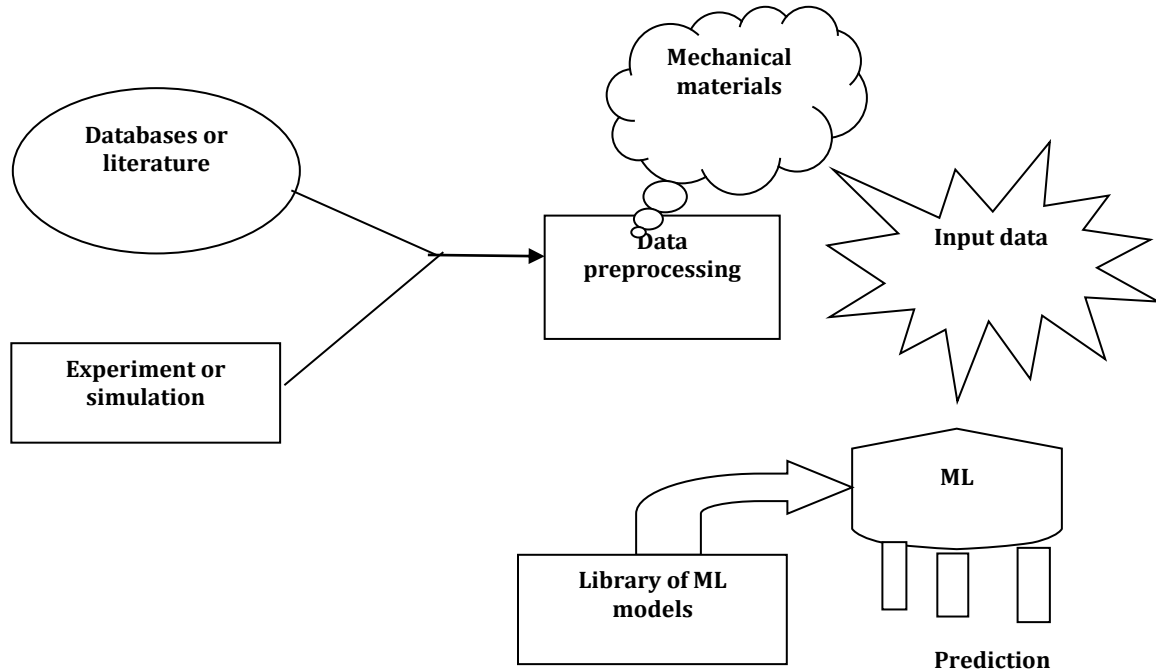 Mechanical
materials
Databases or
literature
Input data
Data
preprocessing
Experiment or
simulation
ML
Library of ML
models
Prediction